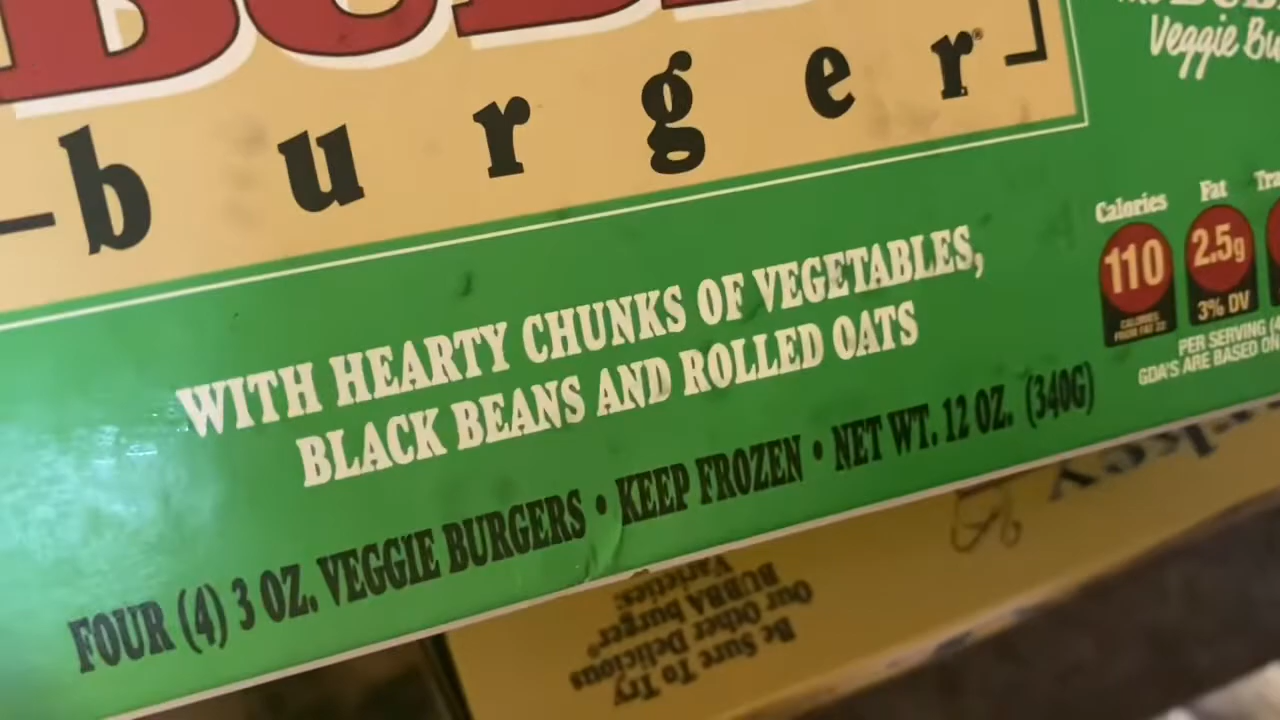 burger®
Veggie Bu
WITH HEARTY CHUNKS OF VEGETABLES,
BLACK BEANS AND ROLLED OATS
FOUR (4) 3 OZ. VEGGIE BURGERS • KEEP FROZEN • NET WT. 12 OZ. (340G)
Calories Fat
110 2.5g
CALORIES
FROM FAT 22
3% DV
PER SERVING (
GDA'S ARE BASED ON
Be Sure To Try
Our Other Delicious
BUBBA burger®
Varieties: